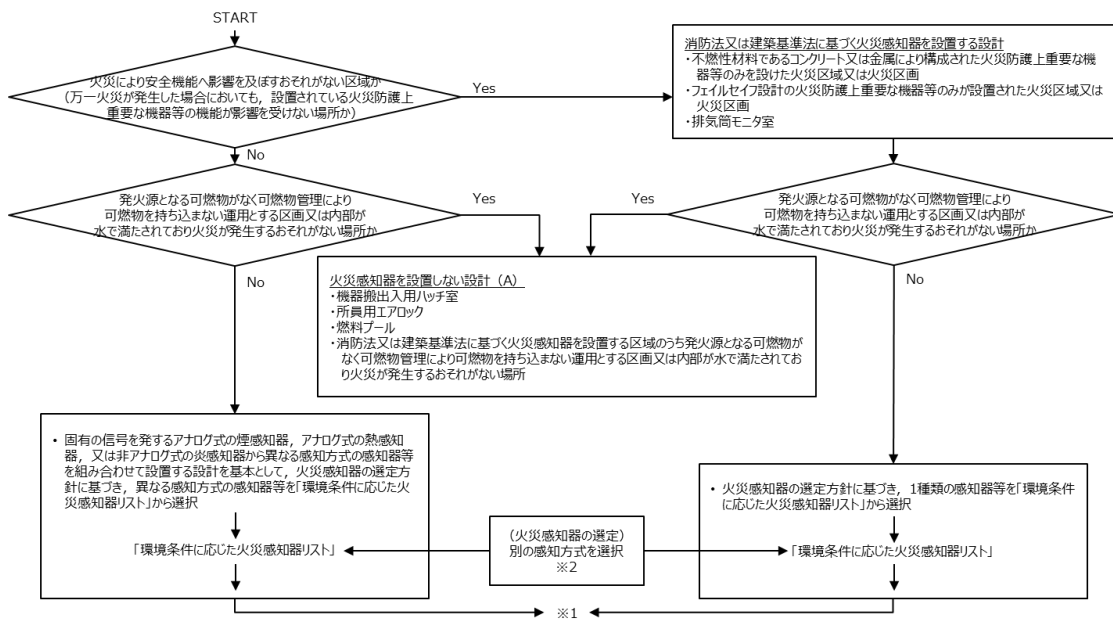 START
火災により安全機能へ影響を及ぼすおそれがない区域か
（万一火災が発生した場合においても，設置されている火災防護上
重要な機器等の機能が影響を受けない場所か）
Yes
消防法又は建築基準法に基づく火災感知器を設置する設計
・不燃性材料であるコンクリート又は金属により構成された火災防護上重要な機
器等のみを設けた火災区域又は火災区画
・フェイルセイフ設計の火災防護上重要な機器等のみが設置された火災区域又は
火災区画
・排気筒モニタ室
No
発火源となる可燃物がなく可燃物管理により
可燃物を持ち込まない運用とする区画又は内部が
水で満たされており火災が発生するおそれがない場所か
Yes
Yes
発火源となる可燃物がなく可燃物管理により
可燃物を持ち込まない運用とする区画又は内部が
水で満たされており火災が発生するおそれがない場所か
No
No
火災感知器を設置しない設計（A）
・機器搬出入用ハッチ室
・所員用エアロック
・燃料プール
・消防法又は建築基準法に基づく火災感知器を設置する区域のうち発火源となる可燃物が
なく可燃物管理により可燃物を持ち込まない運用とする区画又は内部が水で満たされてお
り火災が発生するおそれがない場所
・ 固有の信号を発するアナログ式の煙感知器，アナログ式の熱感知
器，又は非アナログ式の炎感知器から異なる感知方式の感知器等
を組み合わせて設置する設計を基本として，火災感知器の選定方
針に基づき，異なる感知方式の感知器等を「環境条件に応じた火
災感知器リスト」から選択
「環境条件に応じた火災感知器リスト」
（火災感知器の選定）
別の感知方式を選択
※2
・ 火災感知器の選定方針に基づき，1種類の感知器等を「環境条件
に応じた火災感知器リスト」から選択
「環境条件に応じた火災感知器リスト」
※1